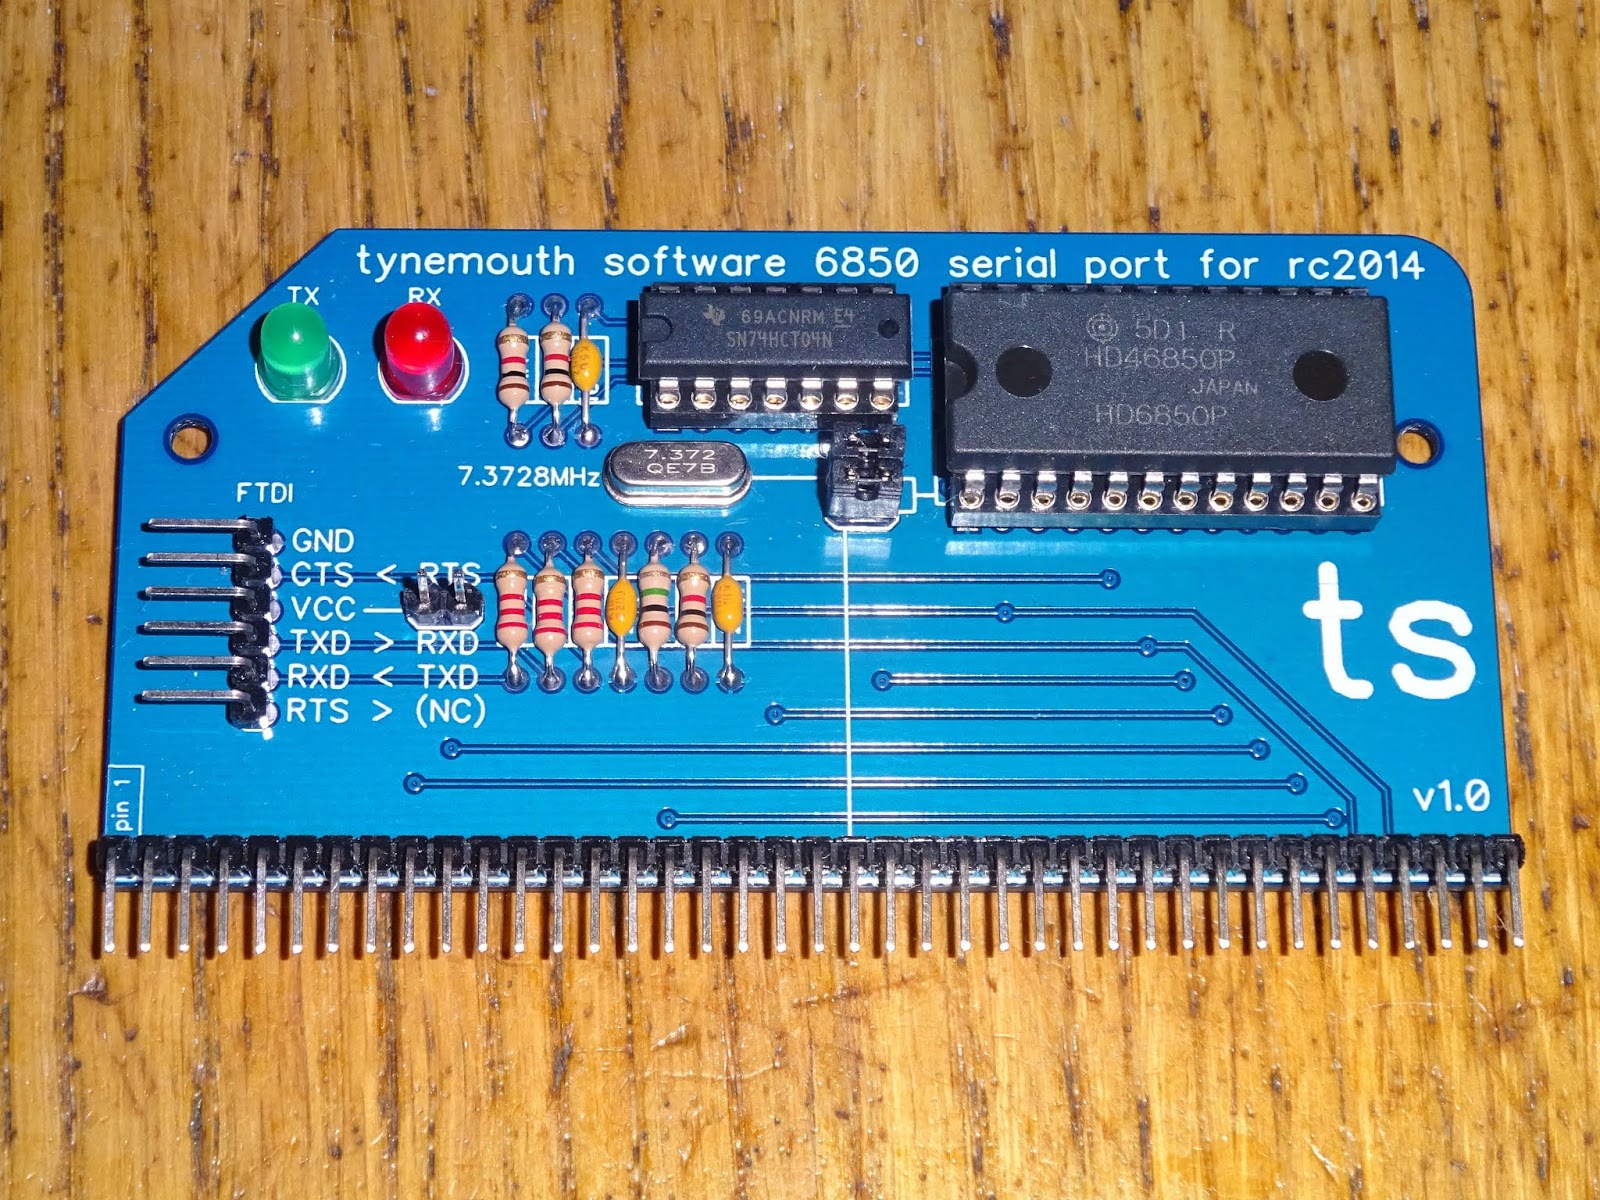 tynemouth software 6850 serial port for rc2014
TX
RX
69ACNRM E4
SN74HCT04N
5D1 R
HD46850P
JAPAN
HD6850P
7.3728MHz
7.372
QE7B
FTDI
GND
CTS < RTS
VCC
TXD > RXD
RXD < TXD
RTS > (NC)
ts
v1.0
pin 1